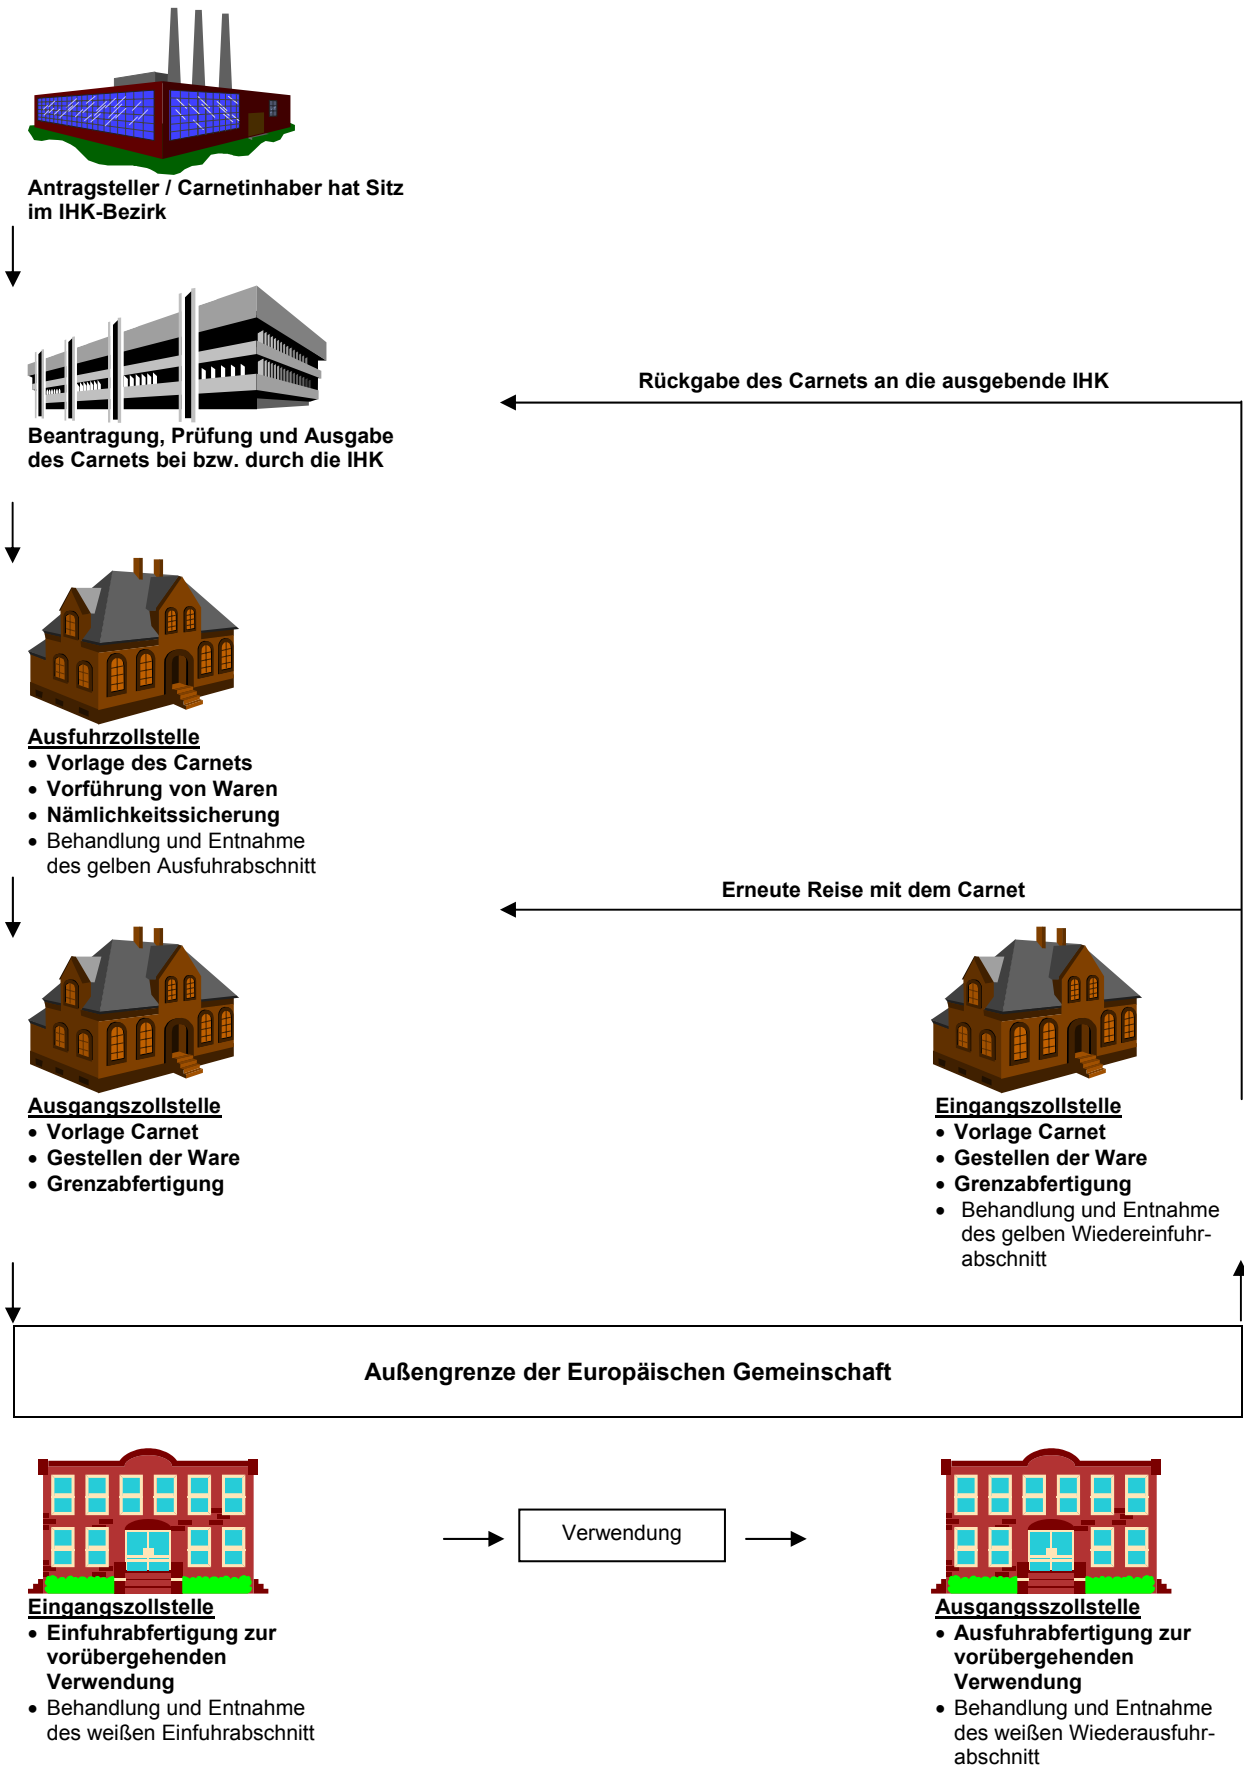 Antragsteller / Carnetinhaber hat Sitz
im IHK-Bezirk
Rückgabe des Carnets an die ausgebende IHK
Beantragung, Prüfung und Ausgabe
des Carnets bei bzw. durch die IHK
Ausfuhrzollstelle
• Vorlage des Carnets
• Vorführung von Waren
• Nämlichkeitssicherung
• Behandlung und Entnahme
des gelben Ausfuhrabschnitt
Erneute Reise mit dem Carnet
Ausgangszollstelle
• Vorlage Carnet
• Gestellen der Ware
• Grenzabfertigung
Eingangszollstelle
• Vorlage Carnet
• Gestellen der Ware
• Grenzabfertigung
• Behandlung und Entnahme
des gelben Wiedereinfuhr-
abschnitt
Außengrenze der Europäischen Gemeinschaft
Verwendung
Eingangszollstelle
• Einfuhrabfertigung zur
vorübergehenden
Verwendung
• Behandlung und Entnahme
des weißen Einfuhrabschnitt
Ausgangsszollstelle
• Ausfuhrabfertigung zur
vorübergehenden
Verwendung
• Behandlung und Entnahme
des weißen Wiederausfuhr-
abschnitt